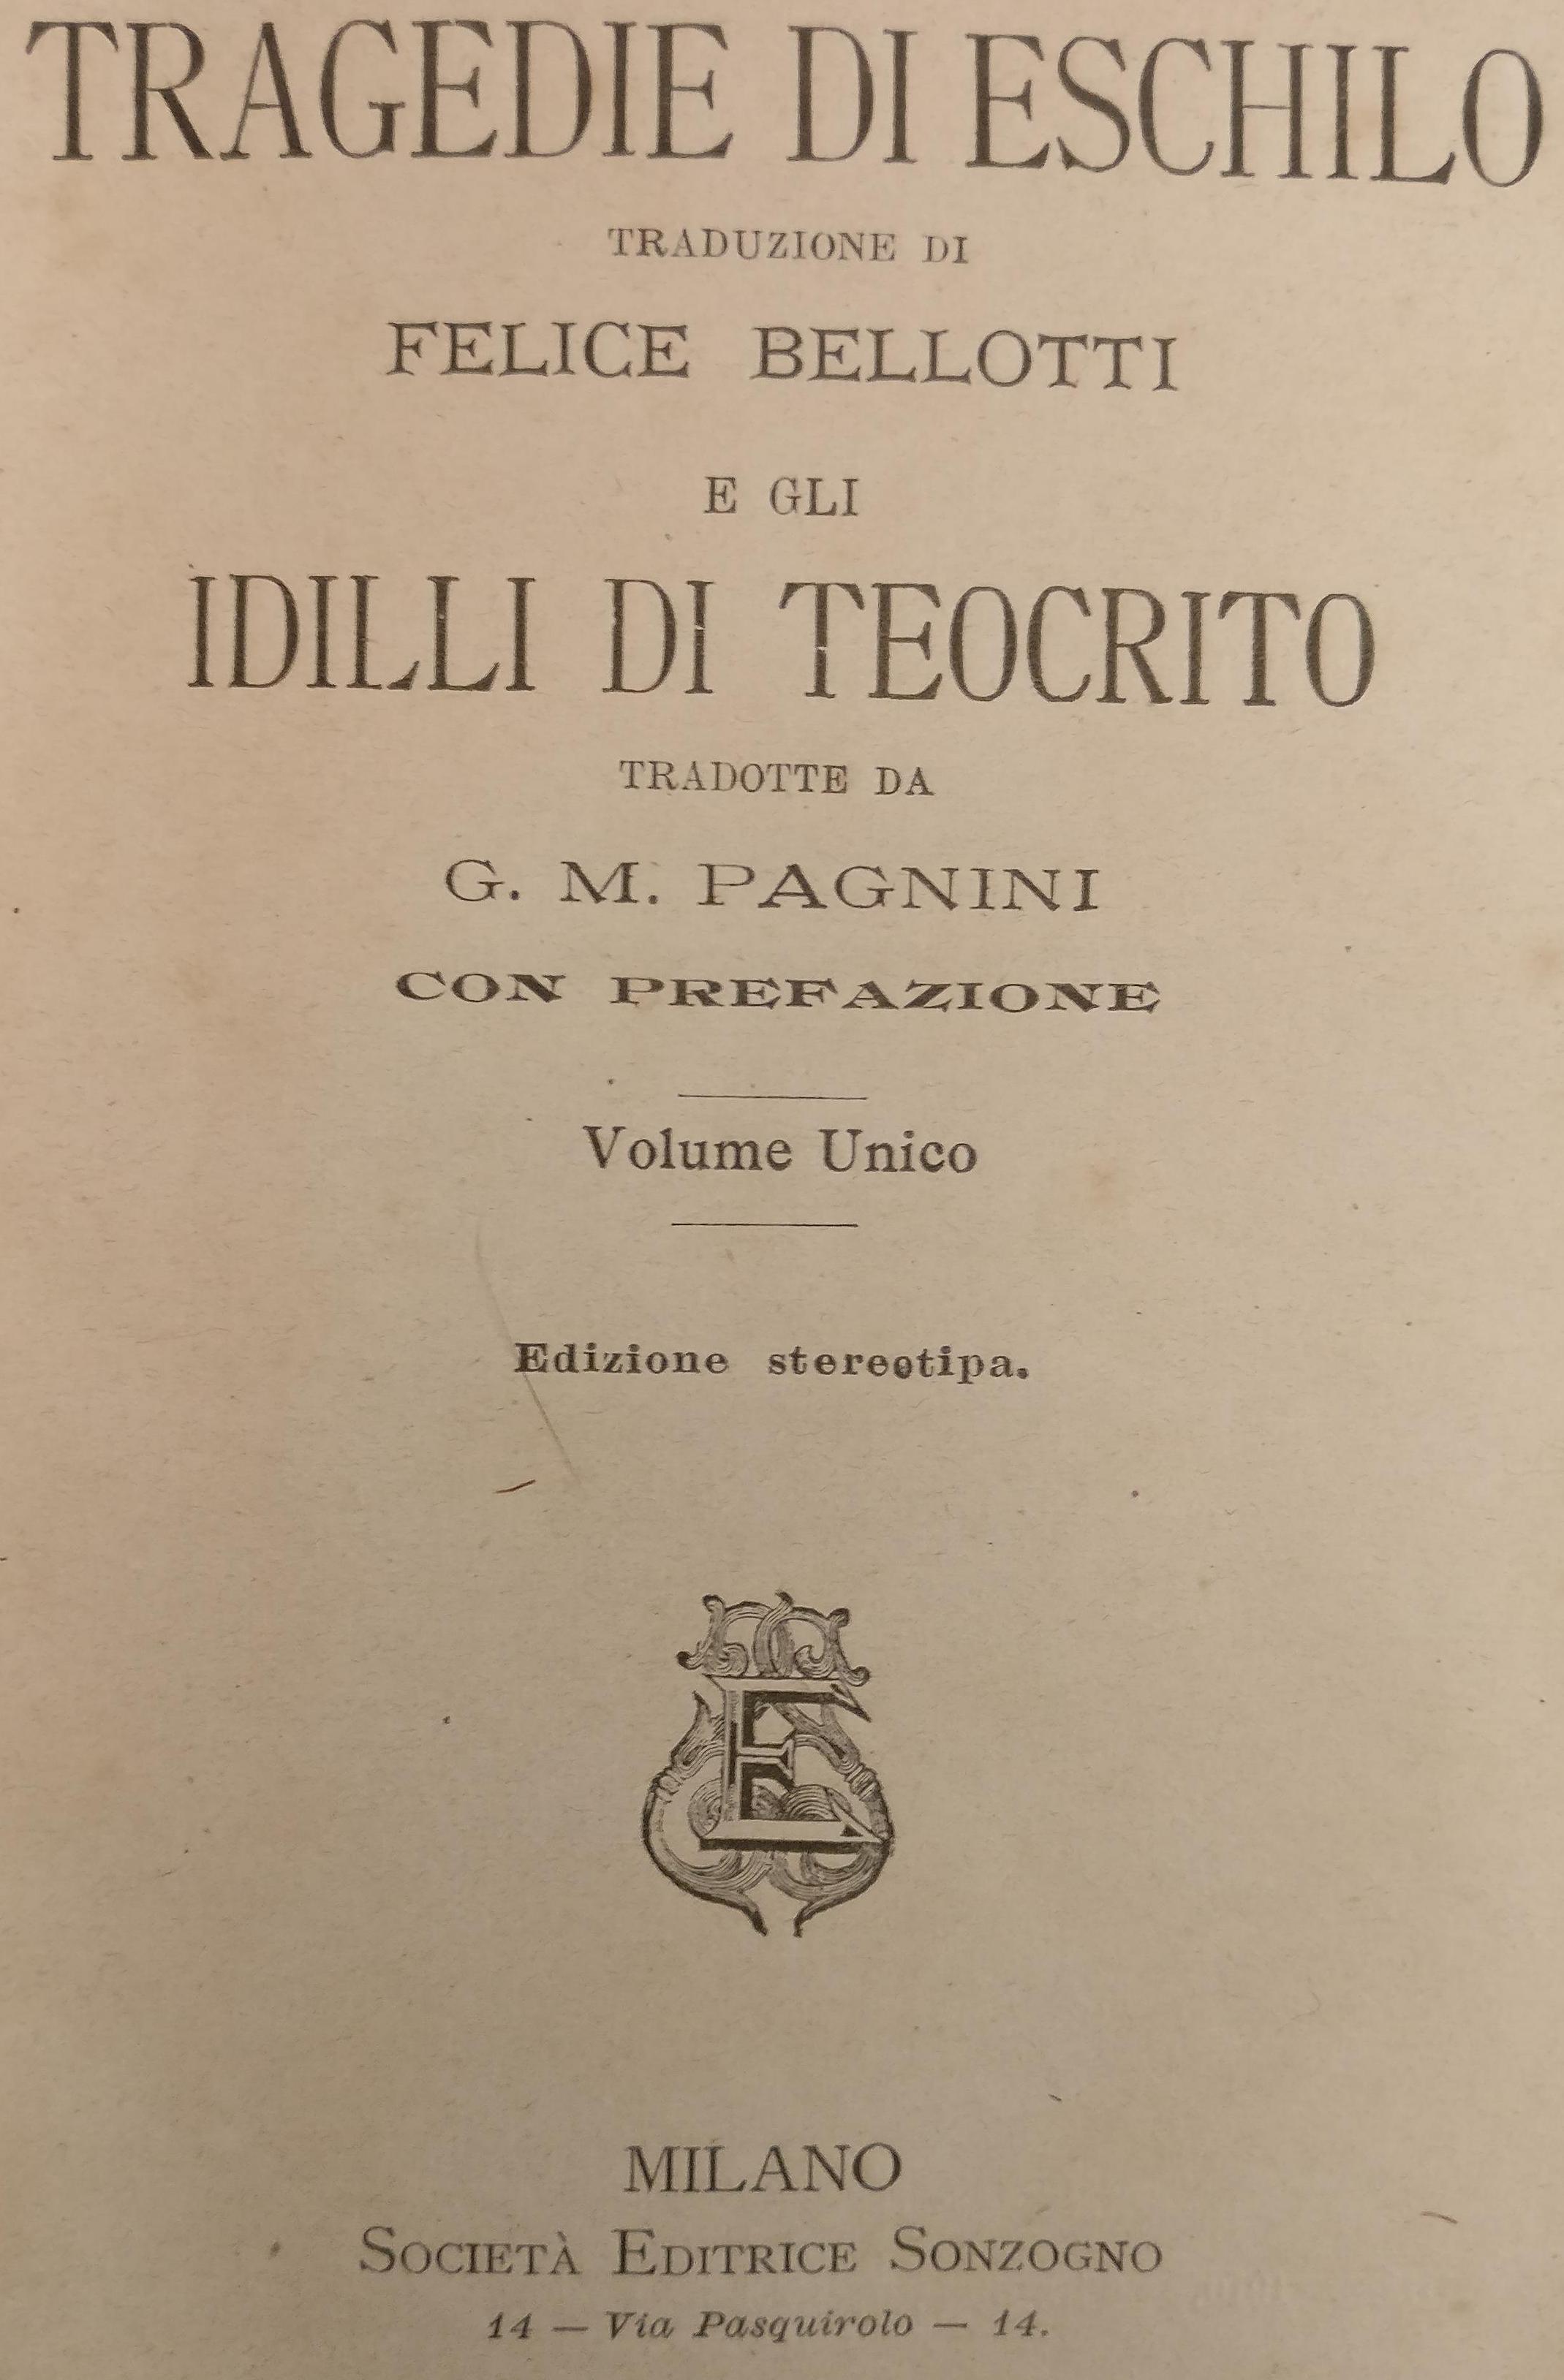 TRAGEDIE DI ESCHILO
TRADUZIONE DI
FELICE BELLOTTI
E GLI
IDILLI DI TEOCRITO
TRADOTTE DA
G. M. PAGNINI
CON PREFAZIONE
Volume Unico
Edizione stereotipa.
E
MILANO
SOCIETÀ EDITRICE SONZOGNO
14 — Via Pasquirolo — 14.